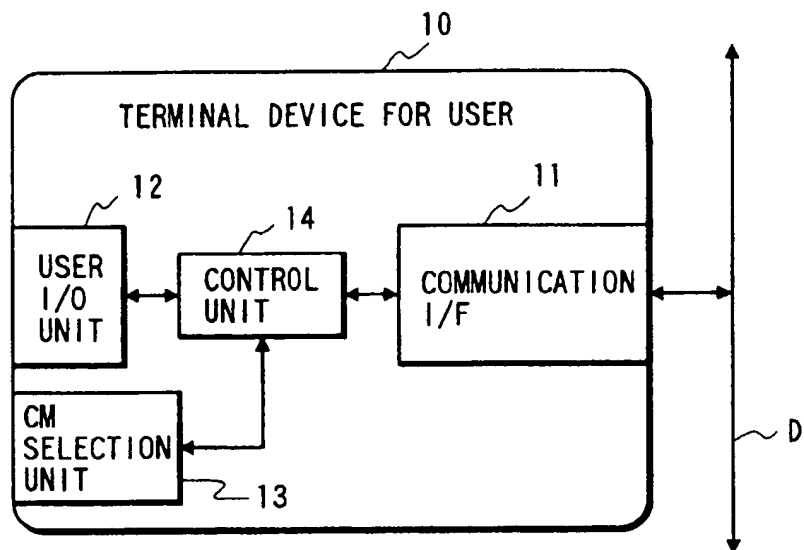 10
TERMINAL DEVICE FOR USER
12
11
14
USER
I/O
UNIT
CONTROL
UNIT
COMMUNICATION
I/F
CM
SELECTION
UNIT
13
D